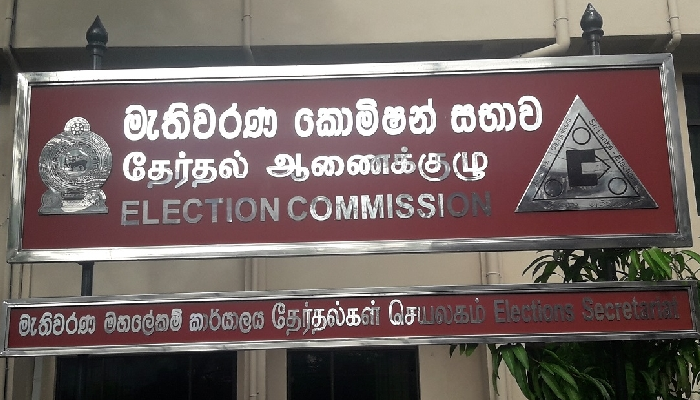 මැතිවරණ කොමිෂන් සභාව
தேர்தல் ஆணைக்குழு
ELECTION COMMISSION
මැතිවරණ මහලේකම් කාර්යාලය தேர்தல்கள் செயலகம் Elections Secretariat